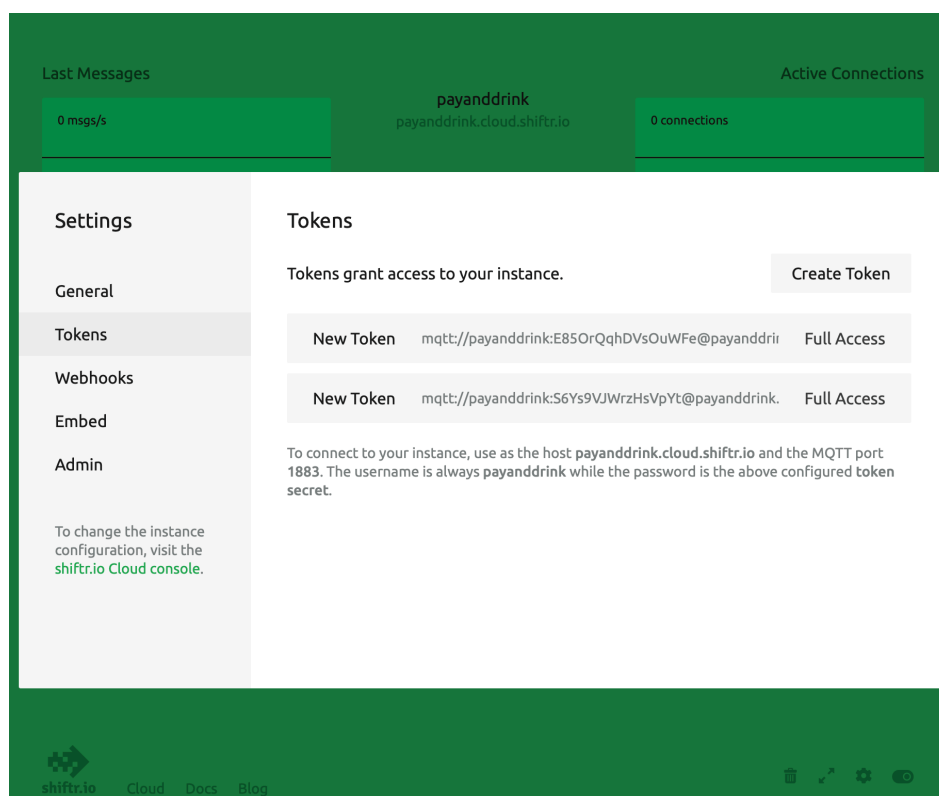 Last Messages
Active Connections
payanddrink
payanddrink.cloud.shiftr.io
0 msgs/s
0 connections
Settings
General
Tokens
Webhooks
Embed
Admin
To change the instance
configuration, visit the
shiftr.io Cloud console.
Tokens
Tokens grant access to your instance.
Create Token
New Token mqtt://payanddrink:E85OrQqhDVsOuWFe@payanddrin Full Access
New Token mqtt://payanddrink:S6Ys9VJWrzHsVpYt@payanddrink. Full Access
To connect to your instance, use as the host payanddrink.cloud.shiftr.io and the MQTT port
1883. The username is always payanddrink while the password is the above configured token
secret.
shiftr.io Cloud Docs Blog